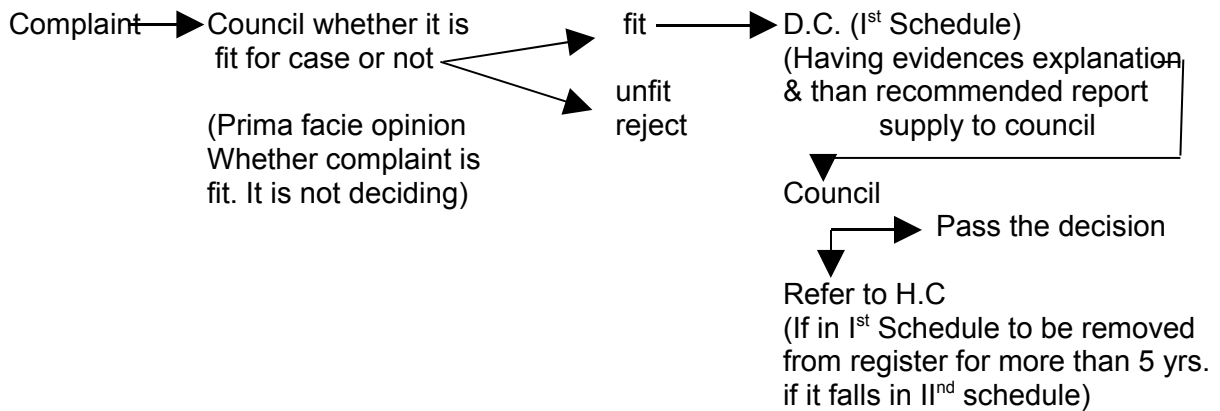 Complaint
Council whether it is
fit for case or not
(Prima facie opinion
Whether complaint is
fit. It is not deciding)
fit
unfit
reject
D.C. (Ist Schedule)
(Having evidences explanation
& than recommended report
supply to council
Council
Pass the decision
Refer to H.C
(If in Ist Schedule to be removed
from register for more than 5 yrs.
if it falls in IInd schedule)